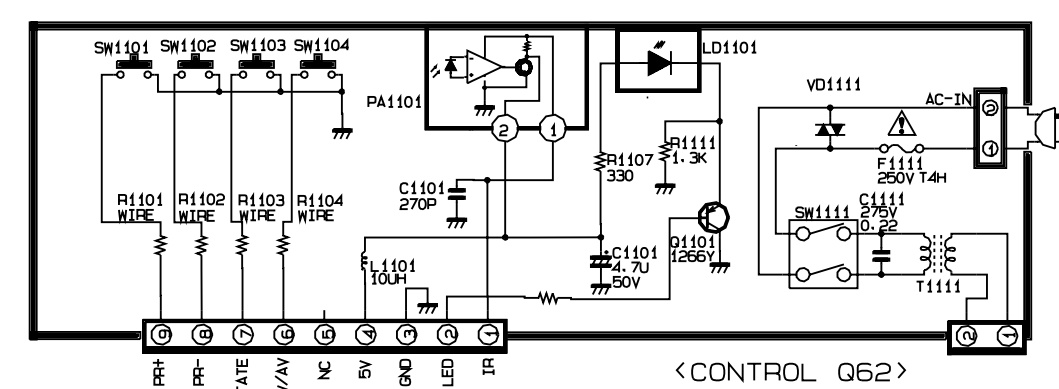 SW1101 SW1102 SW1103 SW1104
LD1101
PA1101
VD1111
AC-IN
2
1
2 1
R1107
330
R1111
1.3K
F1111
250V T4H
C1101
270P
R1101
WIRE
R1102
WIRE
R1103
WIRE
R1104
WIRE
SW1111
C1111
275V
0.22
Q1101
1266Y
L1101
10UH
C1101
4.7U
50V
T1111
9 8 7 6 5 4 3 2 1
2 1
PR+
PR-
ATE
//AV
NC
5V
GND
LED
IR
<CONTROL Q62>